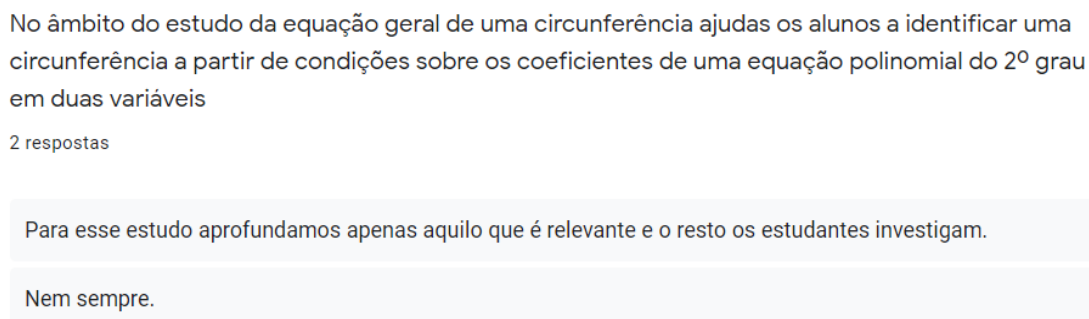 No âmbito do estudo da equação geral de uma circunferência ajudas os alunos a identificar uma
circunferência a partir de condições sobre os coeficientes de uma equação polinomial do 2º grau
em duas variáveis
2 respostas
Para esse estudo aprofundamos apenas aquilo que é relevante e o resto os estudantes investigam.
Nem sempre.